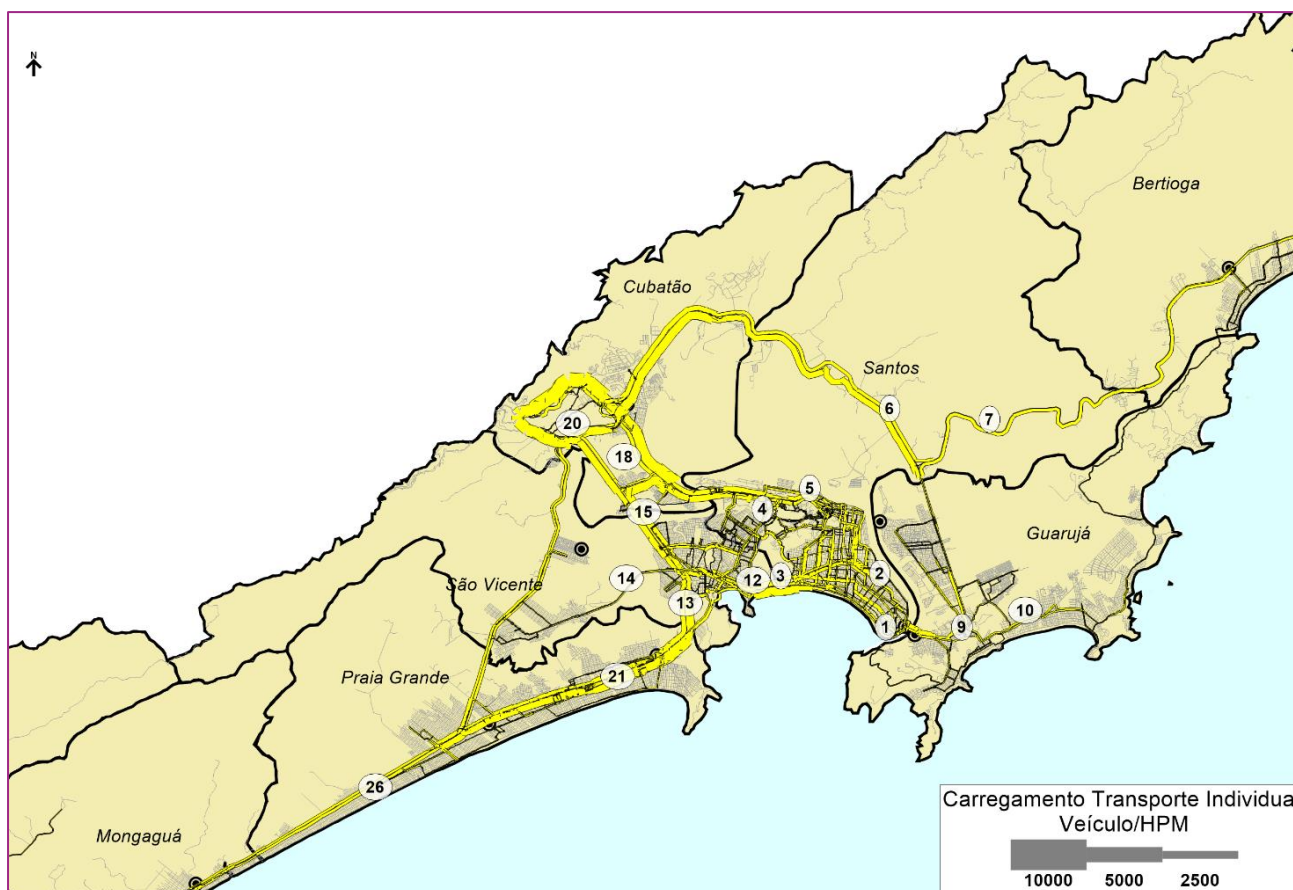 N
Bertioga
Cubatão
Santos
6
7
20
18
5
4
15
Guarujá
14
São Vicente
12
3
2
13
10
1
9
21
Praia Grande
26
Mongaguá
Carregamento Transporte Individua
Veículo/HPM
10000 5000 2500